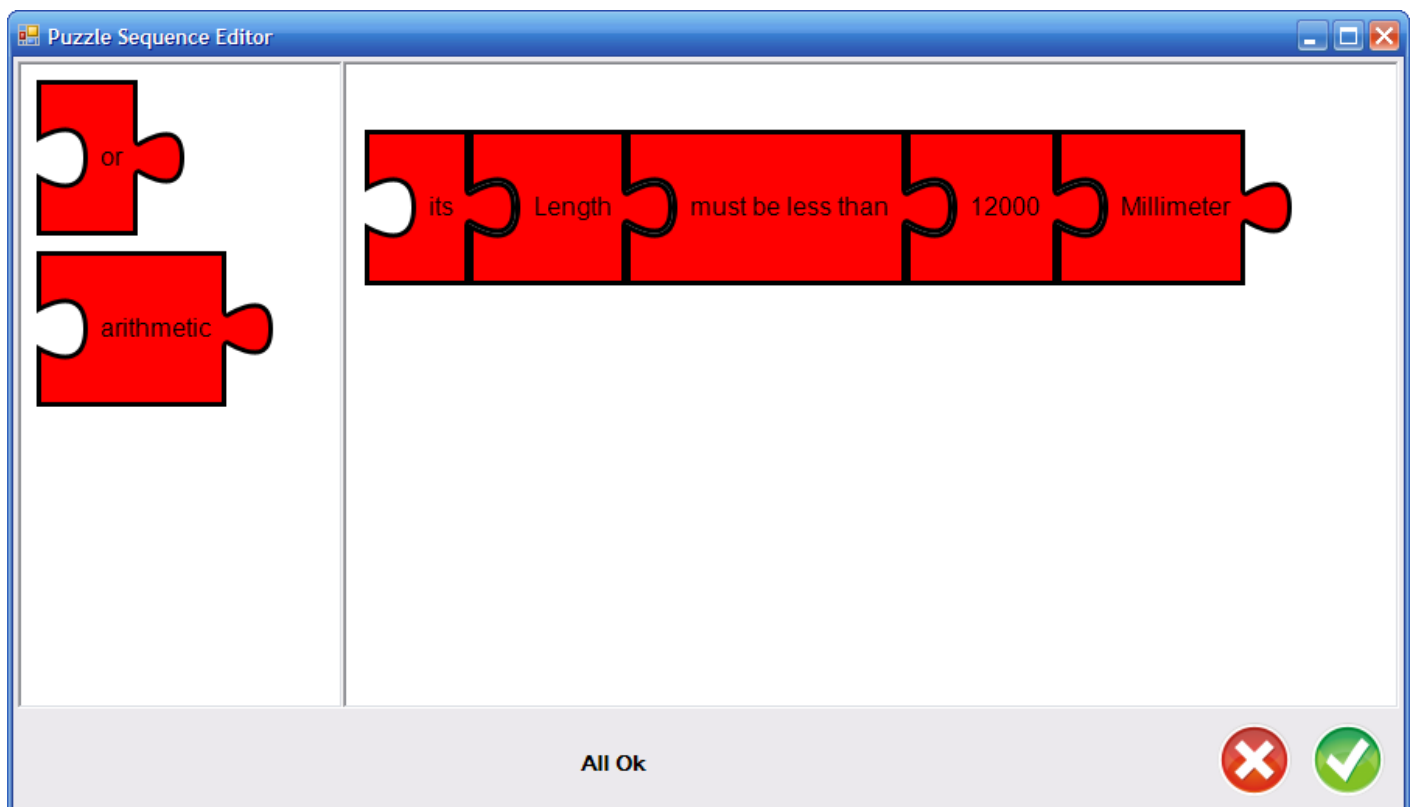 Puzzle Sequence Editor
or
arithmetic
its Length must be less than 12000 Millimeter
All Ok